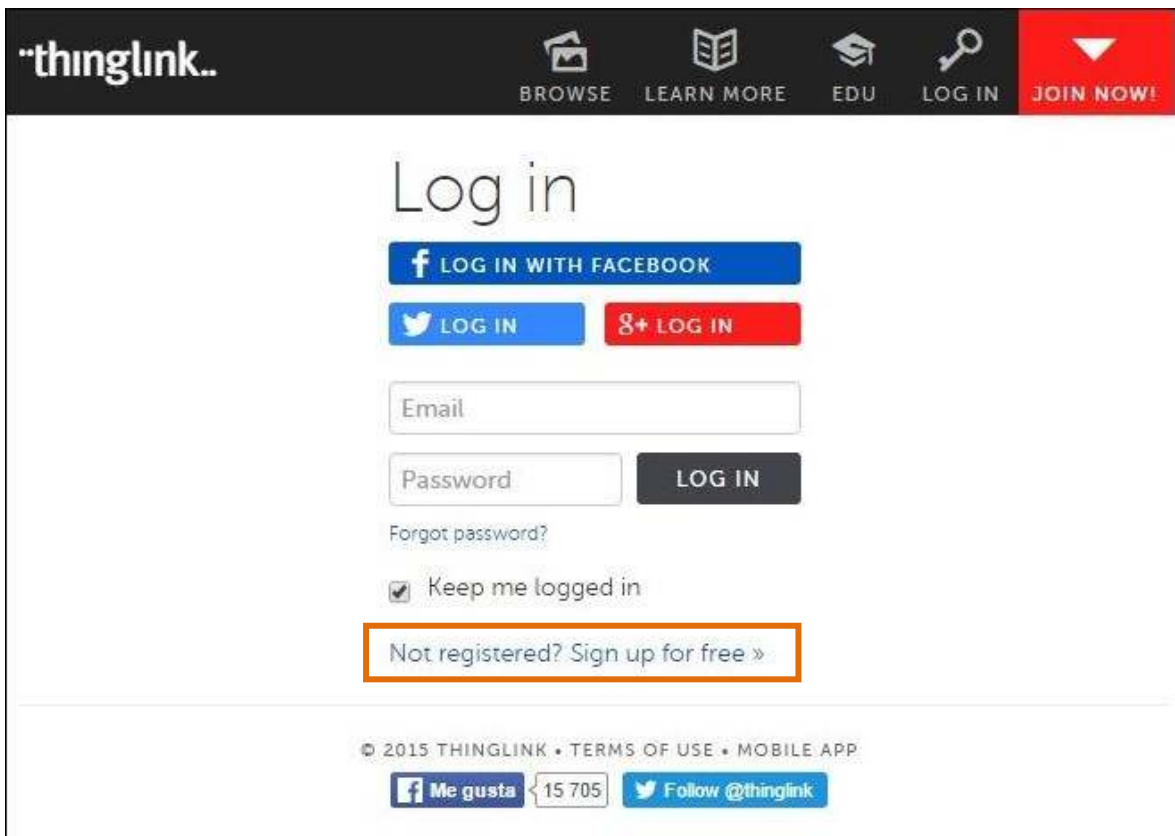 thinglink..
BROWSE LEARN MORE EDU LOG IN JOIN NOW!
Log in
f LOG IN WITH FACEBOOK
LOG IN 8+ LOG IN
Email
Password LOG IN
Forgot password?
Keep me logged in
Not registered? Sign up for free »
© 2015 THINGLINK • TERMS OF USE • MOBILE APP
f Me gusta 15 705 Follow @thinglink